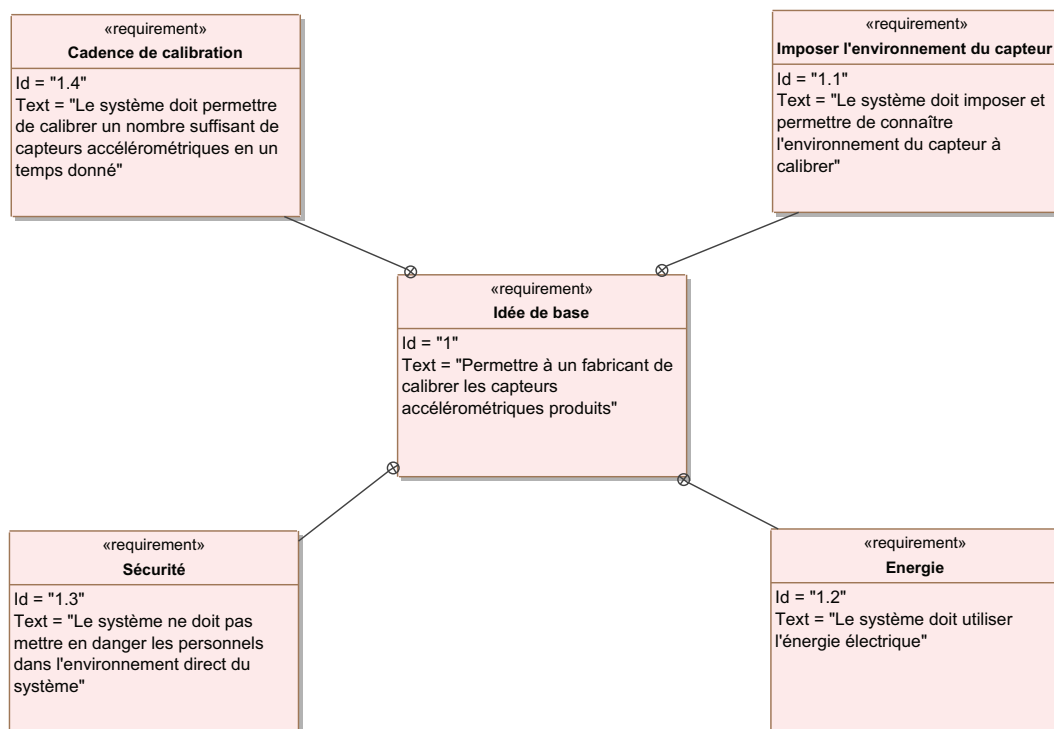 «requirement»
Cadence de calibration
Id = "1.4"
Text = "Le système doit permettre
de calibrer un nombre suffisant de
capteurs accélérométriques en un
temps donné"
«requirement»
Imposer l'environnement du capteur
Id = "1.1"
Text = "Le système doit imposer et
permettre de connaître
l'environnement du capteur à
calibrer"
«requirement»
Idée de base
Id = "1"
Text = "Permettre à un fabricant de
calibrer les capteurs
accélérométriques produits"
«requirement»
Sécurité
Id = "1.3"
Text = "Le système ne doit pas
mettre en danger les personnels
dans l'environnement direct du
système"
«requirement»
Energie
Id = "1.2"
Text = "Le système doit utiliser
l'énergie électrique"